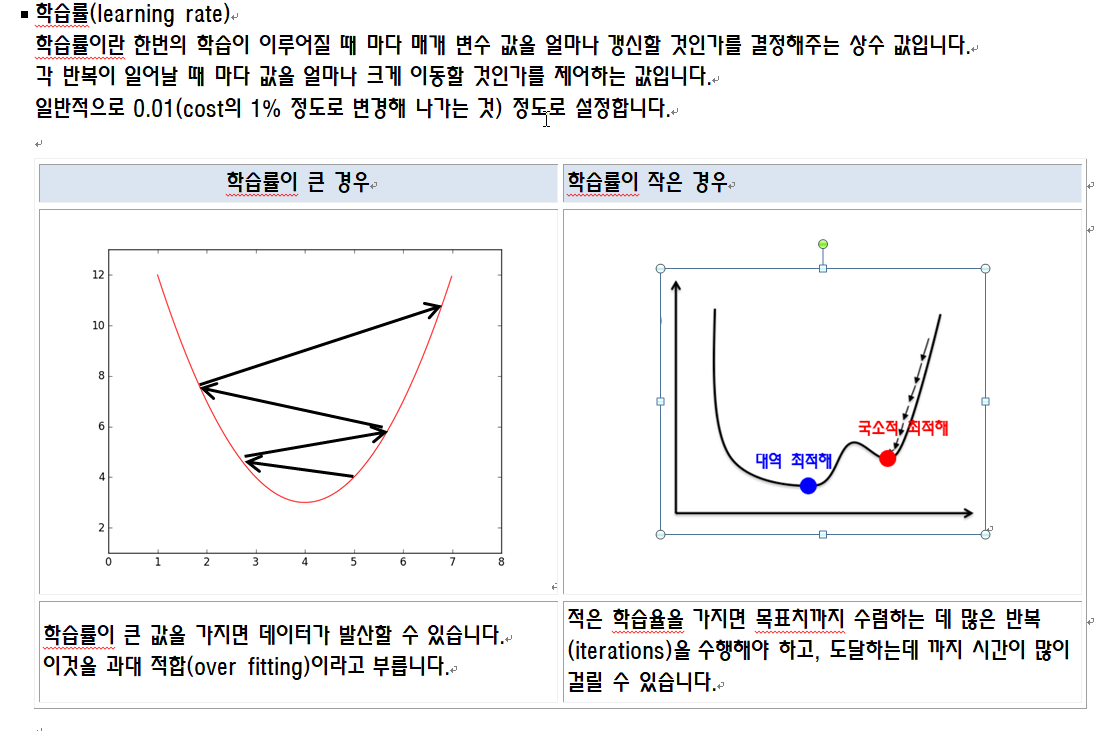 ▪ 학습률(learning rate)
학습률이란 한번의 학습이 이루어질 때 마다 매개 변수 값을 얼마나 갱신할 것인가를 결정해주는 상수 값입니다.
각 반복이 일어날 때 마다 값을 얼마나 크게 이동할 것인가를 제어하는 값입니다.
일반적으로 0.01(cost의 1% 정도로 변경해 나가는 것) 정도로 설정합니다.
학습률이 큰 경우
학습률이 작은 경우
12
10
8
6
4
2
0 1 2 3 4 5 6 7 8
국소적 최적해
대역 최적해
학습률이 큰 값을 가지면 데이터가 발산할 수 있습니다.
이것을 과대 적합(over fitting)이라고 부릅니다.
적은 학습율을 가지면 목표치까지 수렴하는 데 많은 반복
(iterations)을 수행해야 하고, 도달하는데 까지 시간이 많이
걸릴 수 있습니다.